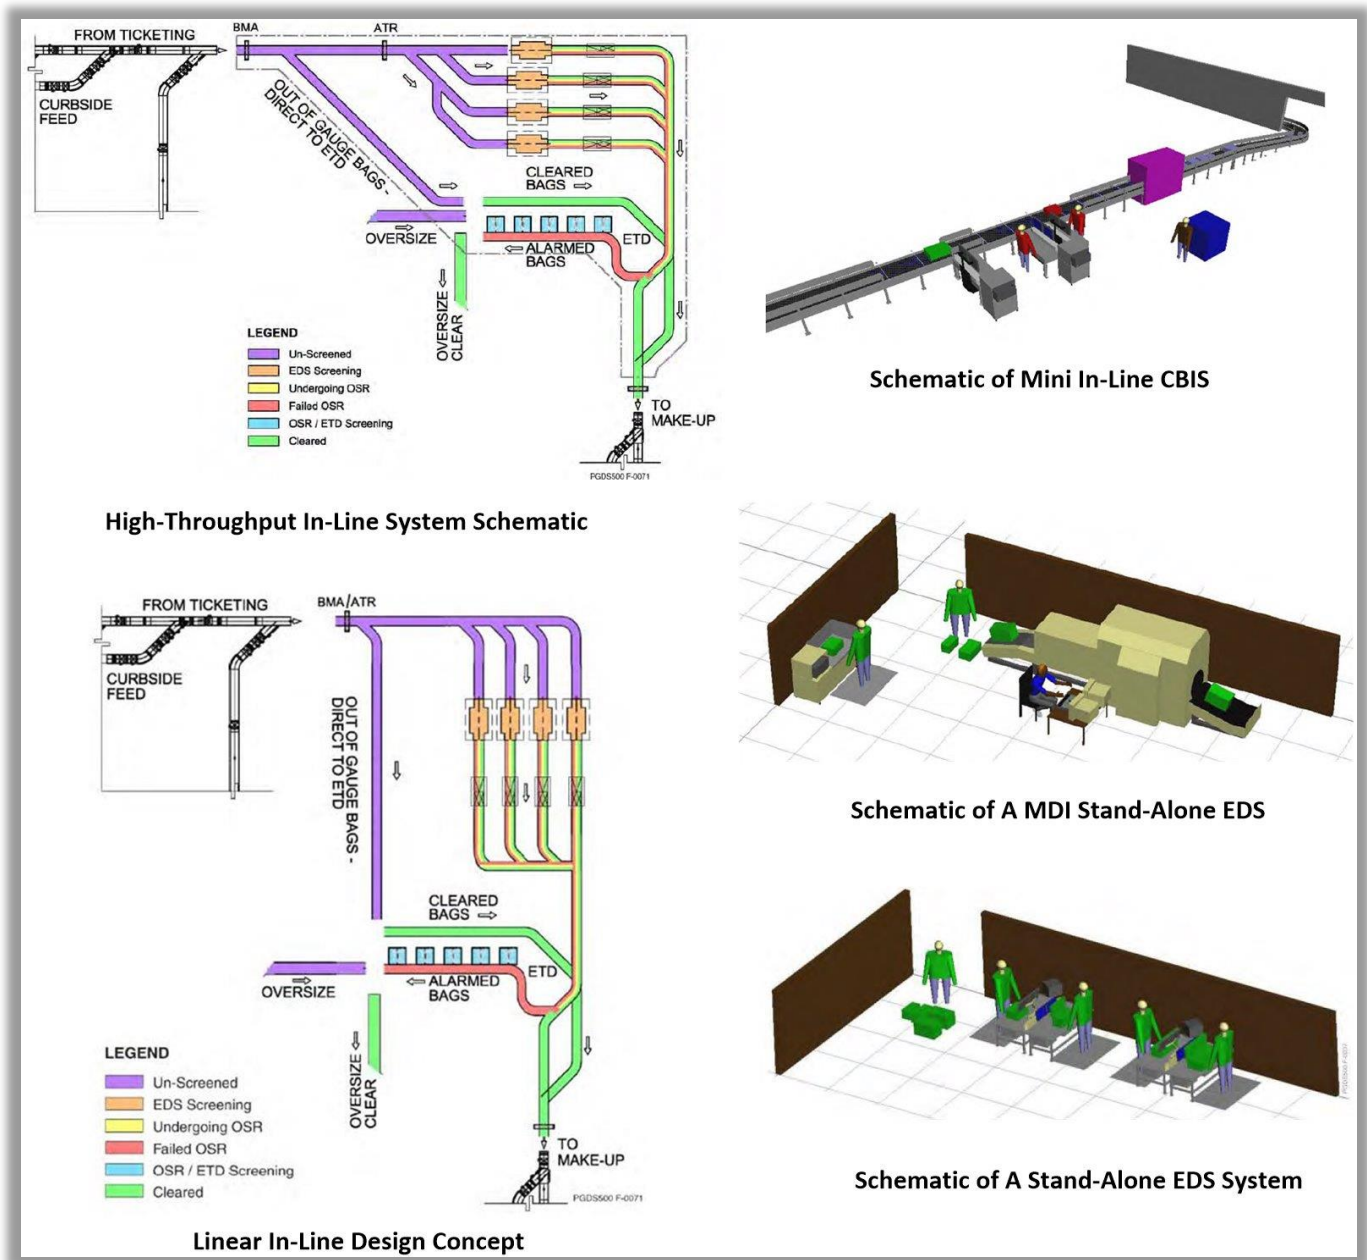 BMA
ATR
FROM TICKETING
CURBSIDE
FEED
OUT OF GAUGE BAGS -
DIRECT TO ETD
CLEARED
BAGS
OVERSIZE
ETD
ALARMED
BAGS
OVERSIZE
CLEAR
LEGEND
Un-Screened
EDS Screening
Undergoing OSR
Failed OSR
OSR / ETD Screening
Cleared
TO
MAKE-UP
PGDS500 F-0071
High-Throughput In-Line System Schematic
Schematic of Mini In-Line CBIS
FROM TICKETING
BMA/ATR
CURBSIDE
FEED
OUT OF GAUGE BAGS -
DIRECT TO ETD
CLEARED
BAGS
ETD
OVERSIZE
ALARMED
BAGS
OVERSIZE
CLEAR
LEGEND
Un-Screened
EDS Screening
Undergoing OSR
Failed OSR
OSR / ETD Screening
Cleared
TO
MAKE-UP
PGDS500 F-0071
Linear In-Line Design Concept
Schematic of A MDI Stand-Alone EDS
Schematic of A Stand-Alone EDS System